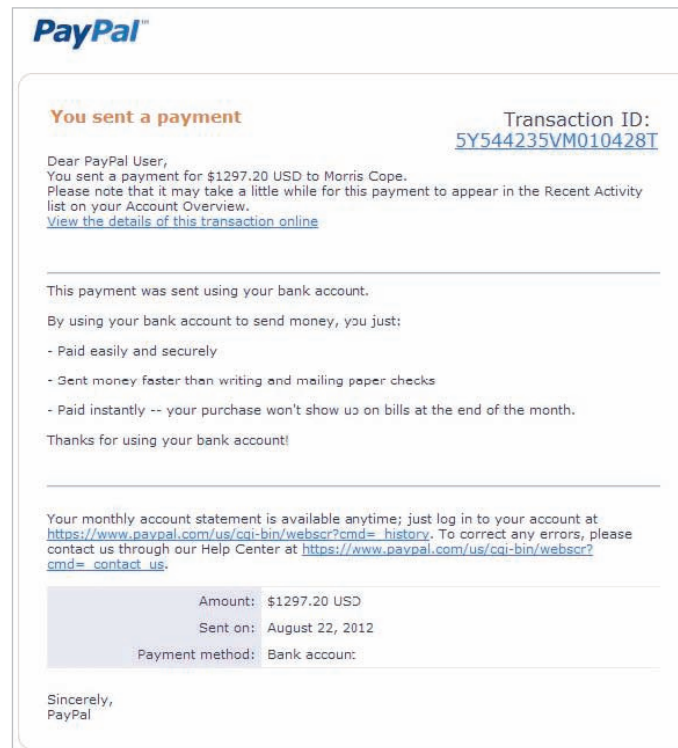 PayPal™
You sent a payment
Transaction ID:
5Y544235VM010428T
Dear PayPal User,
You sent a payment for $1297.20 USD to Morris Cope.
Please note that it may take a little while for this payment to appear in the Recent Activity
list on your Account Overview.
View the details of this transaction online
This payment was sent using your bank account.
By using your bank account to send money, you just:
- Paid easily and securely
- Sent money faster than writing and mailing paper checks
- Paid instantly -- your purchase won't show up on bills at the end of the month.
Thanks for using your bank account!
Your monthly account statement is available anytime; just log in to your account at
https://www.paypal.com/us/cgi-bin/webscr?cmd=_history. To correct any errors, please
contact us through our Help Center at https://www.paypal.com/us/cgi-bin/webscr?
cmd=_contact_us.
Amount: $1297.20 USD
Sent on: August 22, 2012
Payment method: Bank account
Sincerely,
PayPal